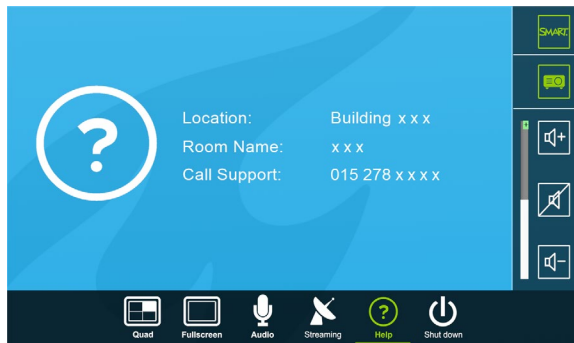 SMART
Location: Building x x x
Room Name: x x x
Call Support: 015 278 x x x x
?
Quad Fullscreen Audio Streaming Help Shut down